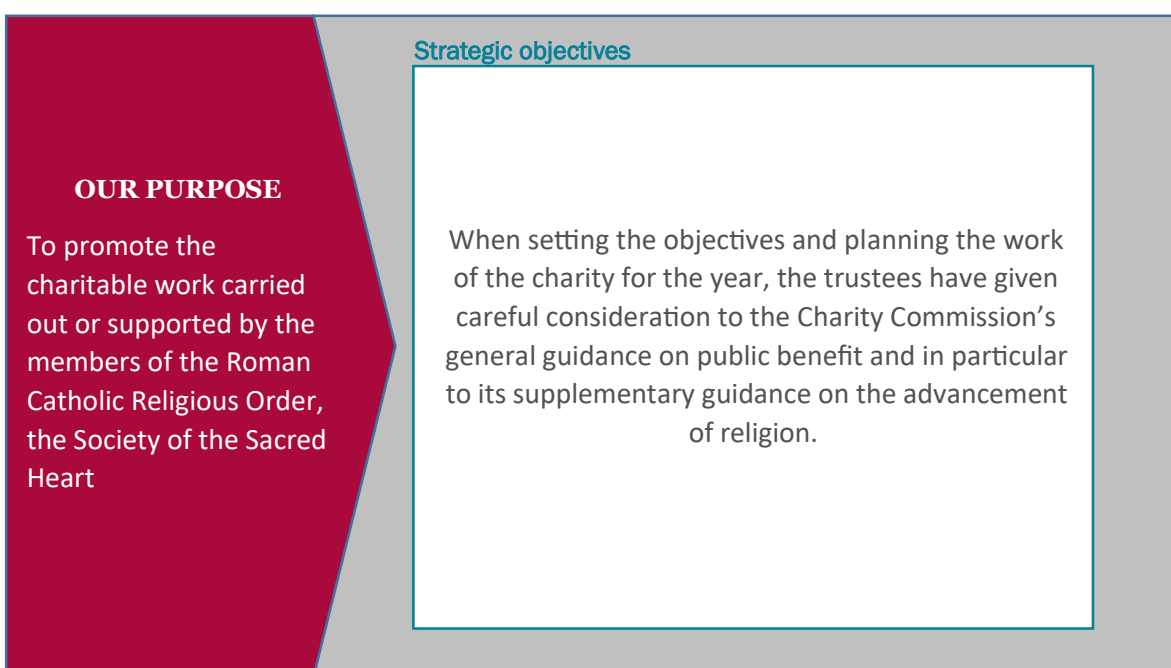 OUR PURPOSE
To promote the
charitable work carried
out or supported by the
members of the Roman
Catholic Religious Order,
the Society of the Sacred
Heart
Strategic objectives
When setting the objectives and planning the work
of the charity for the year, the trustees have given
careful consideration to the Charity Commission’s
general guidance on public benefit and in particular
to its supplementary guidance on the advancement
of religion.